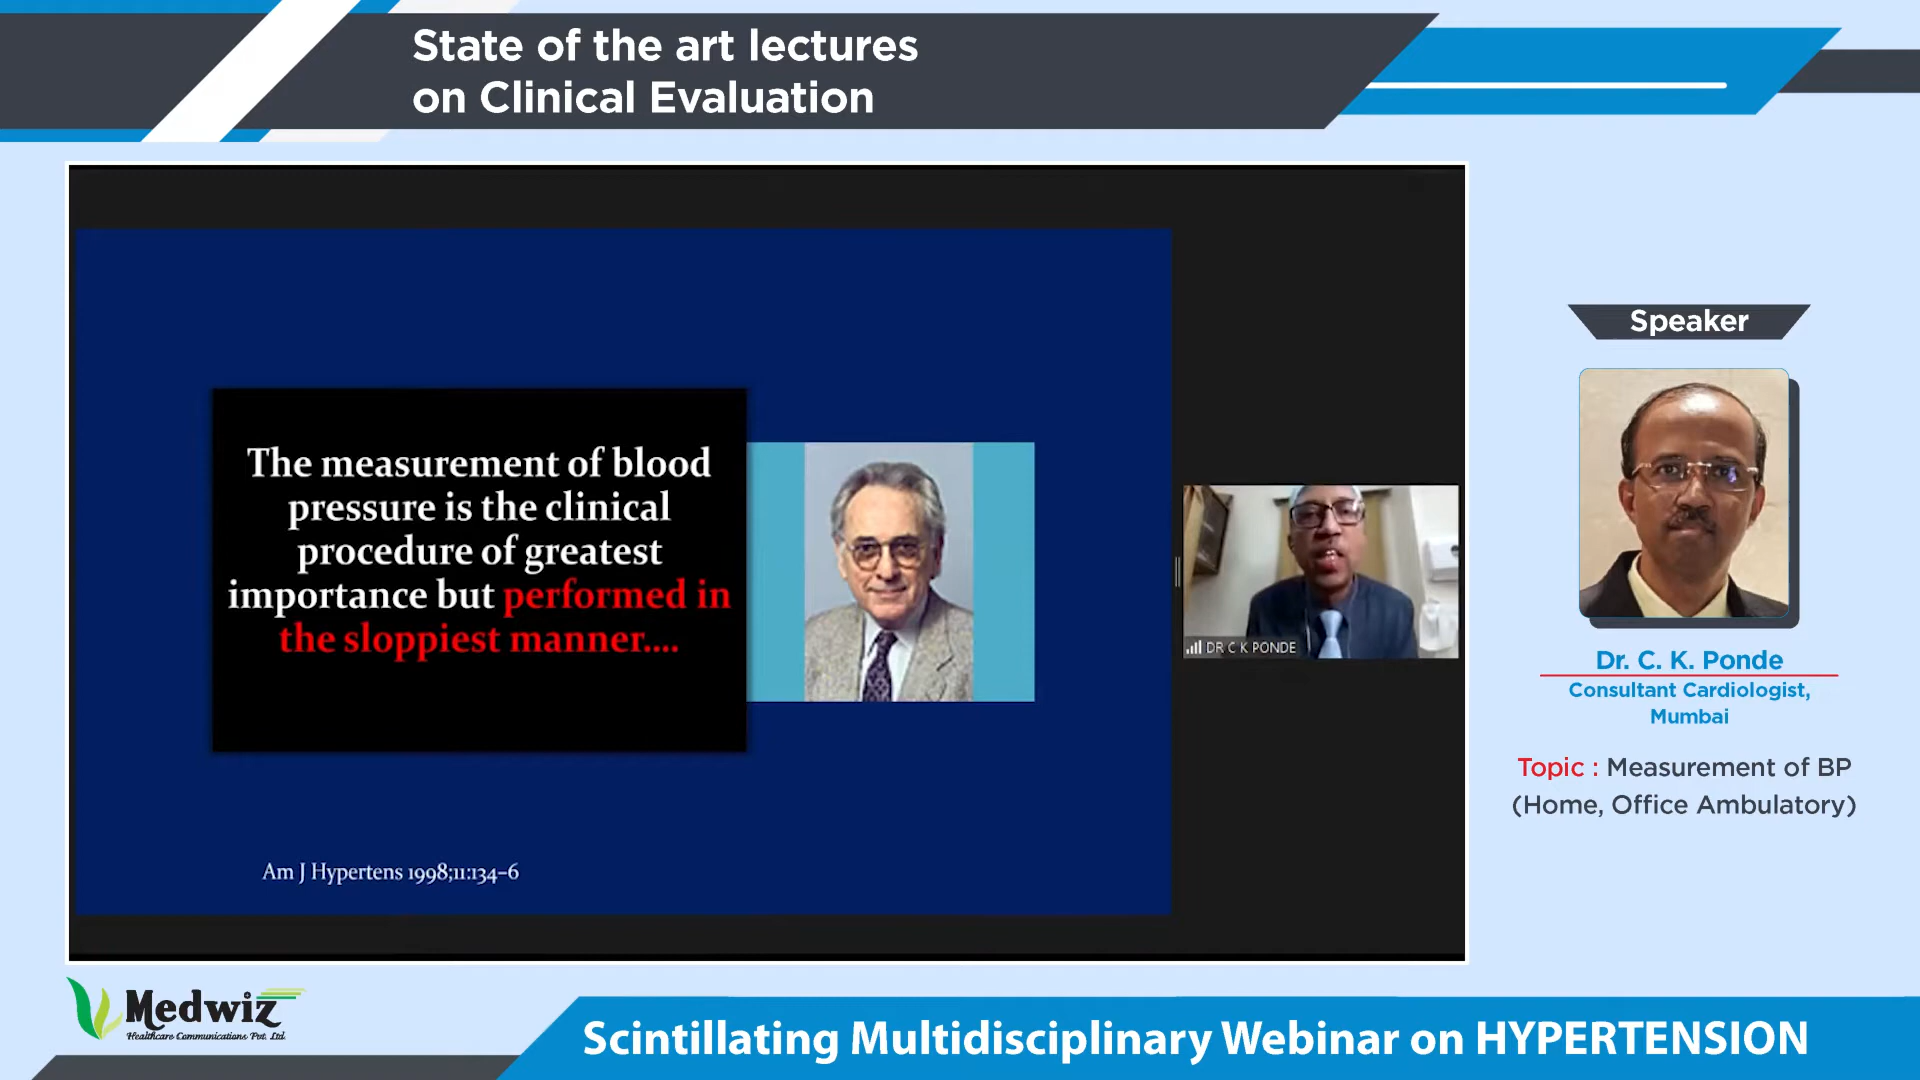 State of the art lectures
on Clinical Evaluation
The measurement of blood
pressure is the clinical
procedure of greatest
importance but performed in
the sloppiest manner....
Am J Hypertens 1998;11:134–6
DR C K PONDE
Speaker
Dr. C. K. Ponde
Consultant Cardiologist,
Mumbai
Topic : Measurement of BP
(Home, Office Ambulatory)
Medwiz
Healthcare Communications Pvt. Ltd.
Scintillating Multidisciplinary Webinar on HYPERTENSION